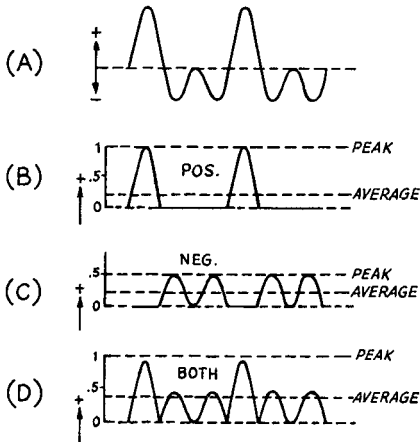 (A)
+
–
(B)
+
1
.5
0
POS.
PEAK
AVERAGE
(C)
+
.5
0
NEG.
PEAK
AVERAGE
(D)
+
1
.5
0
BOTH
PEAK
AVERAGE